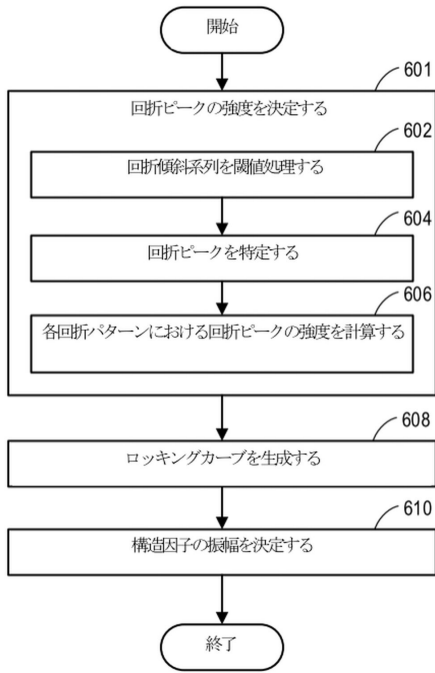 開始
601
回折ピークの強度を決定する
602
回折傾斜系列を閾値処理する
604
回折ピークを特定する
606
各回折パターンにおける回折ピークの強度を計算する
608
ロッキングカーブを生成する
610
構造因子の振幅を決定する
終了